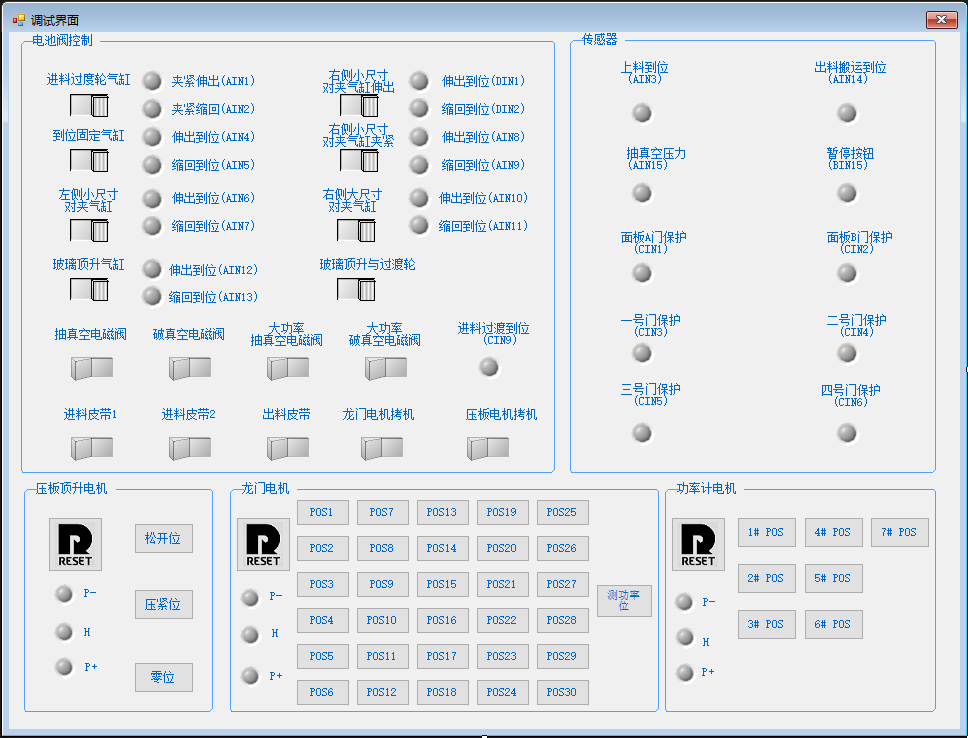 调试界面
电池阀控制
进料过度轮气缸
夹紧伸出(AIN1)
夹紧缩回(AIN2)
右侧小尺寸
对夹气缸伸出
伸出到位(DIN1)
缩回到位(DIN2)
到位固定气缸
伸出到位(AIN4)
缩回到位(AIN5)
右侧小尺寸
对夹气缸夹紧
伸出到位(AIN8)
缩回到位(AIN9)
左侧小尺寸
对夹气缸
伸出到位(AIN6)
缩回到位(AIN7)
右侧大尺寸
对夹气缸
伸出到位(AIN10)
缩回到位(AIN11)
玻璃顶升气缸
伸出到位(AIN12)
缩回到位(AIN13)
玻璃顶升与过渡轮
抽真空电磁阀
破真空电磁阀
大功率
抽真空电磁阀
大功率
破真空电磁阀
进料过渡到位
(CIN9)
进料皮带1
进料皮带2
出料皮带
龙门电机拷机
压板电机拷机
传感器
上料到位
(AIN3)
出料搬运到位
(AIN14)
抽真空压力
(AIN15)
暂停按钮
(BIN15)
面板A门保护
(CIN1)
面板B门保护
(CIN2)
一号门保护
(CIN3)
二号门保护
(CIN4)
三号门保护
(CIN5)
四号门保护
(CIN6)
压板顶升电机
RESET
P-
H
P+
松开位
压紧位
零位
龙门电机
RESET
P-
H
P+
POS1
POS7
POS13
POS19
POS25
POS2
POS8
POS14
POS20
POS26
POS3
POS9
POS15
POS21
POS27
POS4
POS10
POS16
POS22
POS28
POS5
POS11
POS17
POS23
POS29
POS6
POS12
POS18
POS24
POS30
测功率
位
功率计电机
RESET
P-
H
P+
1# POS
4# POS
7# POS
2# POS
5# POS
3# POS
6# POS